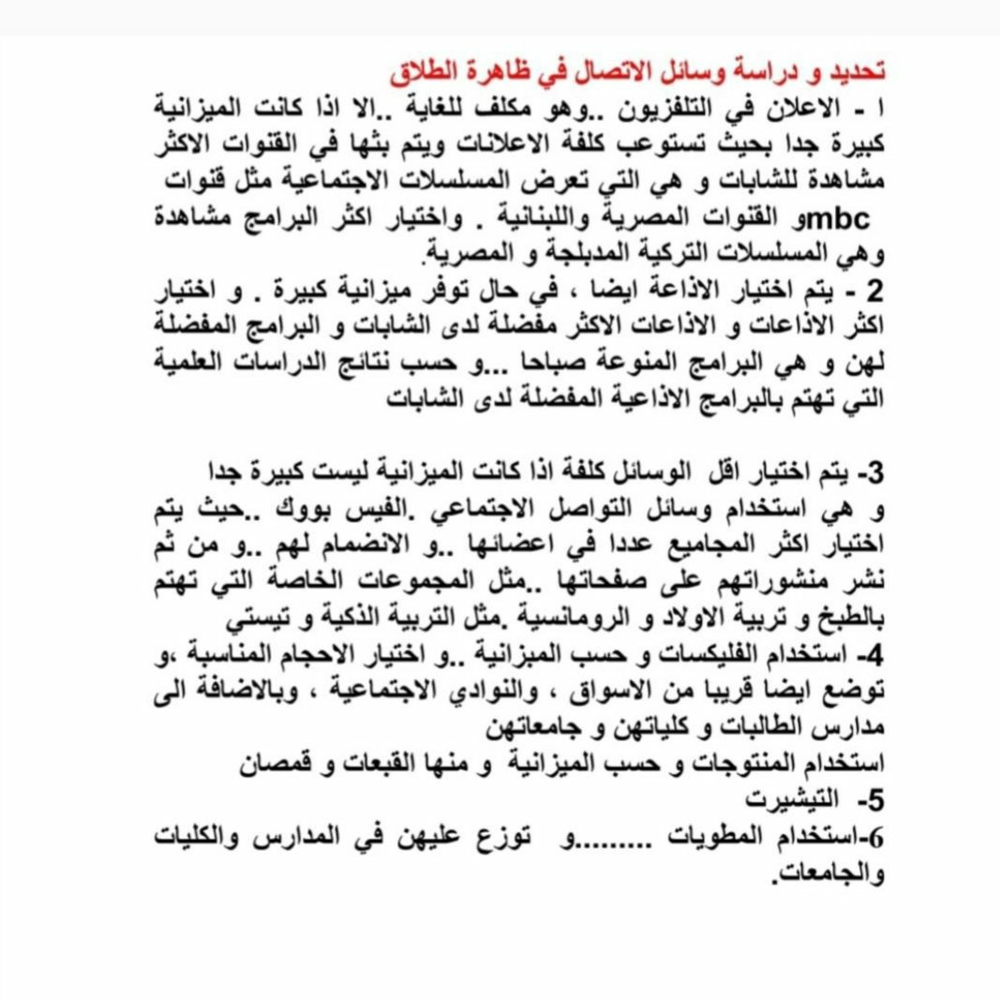 تحديد و دراسة وسائل الاتصال في ظاهرة الطلاق
١ - الاعلان في التلفزيون ..وهو مكلف للغاية ..الا اذا كانت الميزانية
كبيرة جدا بحيث تستوعب كلفة الاعلانات ويتم بثها في القنوات الاكثر
مشاهدة للشابات و هي التي تعرض المسلسلات الاجتماعية مثل قنوات
mbcو القنوات المصرية واللبنانية . واختيار اكثر البرامج مشاهدة
وهي المسلسلات التركية المدبلجة و المصرية.
2 - يتم اختيار الاذاعة ايضا ، في حال توفر ميزانية كبيرة . و اختيار
اكثر الاذاعات و الاذاعات الاكثر مفضلة لدى الشابات و البرامج المفضلة
لهن و هي البرامج المنوعة صباحا ...و حسب نتائج الدراسات العلمية
التي تهتم بالبرامج الاذاعية المفضلة لدى الشابات
3- يتم اختيار اقل الوسائل كلفة اذا كانت الميزانية ليست كبيرة جدا
و هي استخدام وسائل التواصل الاجتماعي .الفيس بووك ..حيث يتم
اختيار اكثر المجاميع عددا في اعضائها ..و الانضمام لهم ..و من ثم
نشر منشوراتهم على صفحاتها ..مثل المجموعات الخاصة التي تهتم
بالطبخ و تربية الاولاد و الرومانسية .مثل التربية الذكية و تيستي
4- استخدام الفليكسات و حسب الميزانية ..و اختيار الاحجام المناسبة ،و
توضع ايضا قريبا من الاسواق ، والنوادي الاجتماعية ، وبالاضافة الى
مدارس الطالبات و كلياتهن و جامعاتهن
استخدام المنتوجات و حسب الميزانية و منها القبعات و قمصان
5- التيشيرت
6-استخدام المطويات .........و توزع عليهن في المدارس والكليات
والجامعات.